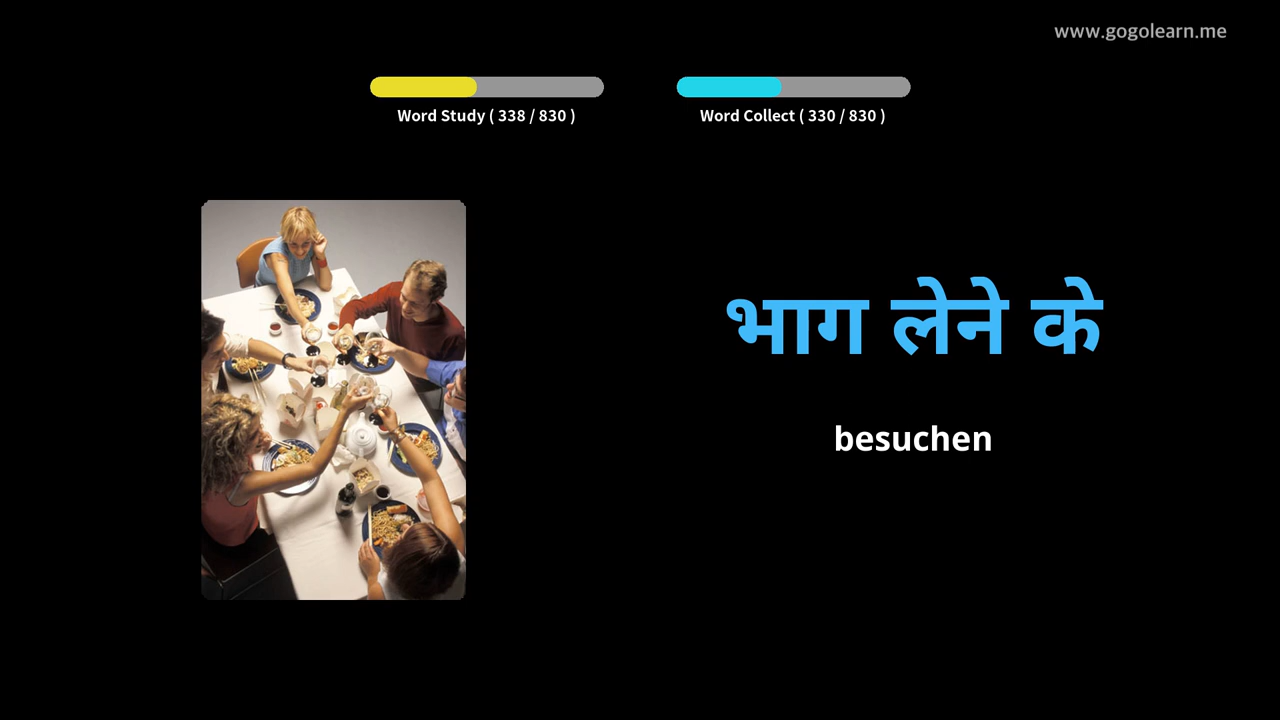 www.gogolearn.me
Word Study ( 338 / 830 )
Word Collect ( 330 / 830 )
भाग लेने के
besuchen